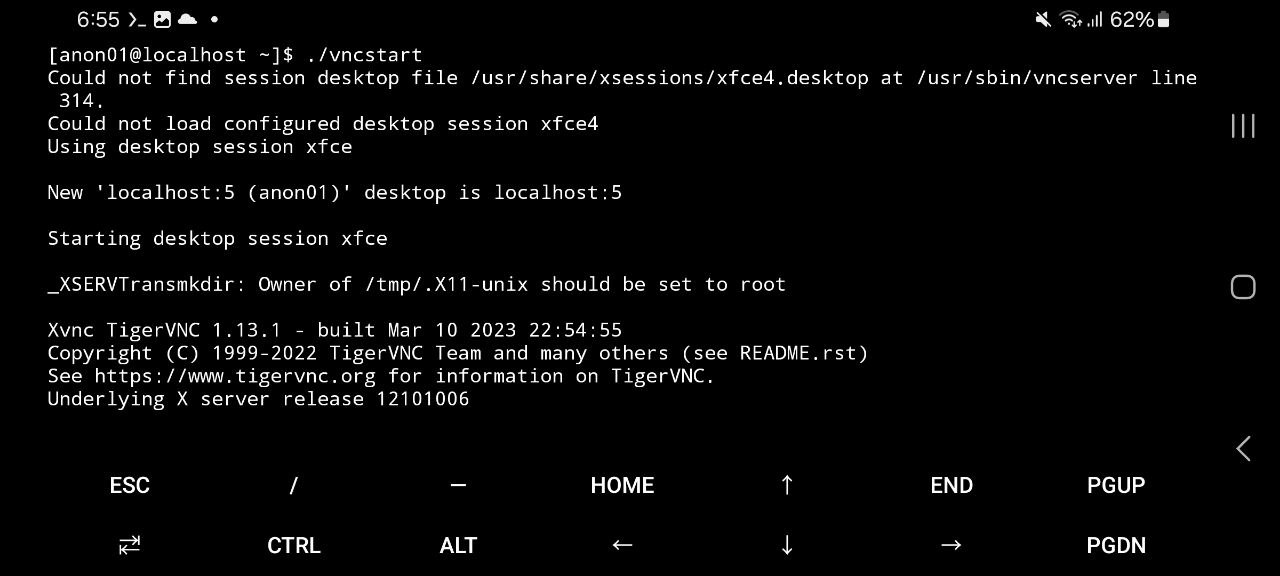 6:55 62%
[anon01@localhost ~]$ ./vncstart
Could not find session desktop file /usr/share/xsessions/xfce4.desktop at /usr/sbin/vncserver line
314.
Could not load configured desktop session xfce4
Using desktop session xfce
New 'localhost:5 (anon01)' desktop is localhost:5
Starting desktop session xfce
_XSERVTransmkdir: Owner of /tmp/.X11-unix should be set to root
Xvnc TigerVNC 1.13.1 - built Mar 10 2023 22:54:55
Copyright (C) 1999-2022 TigerVNC Team and many others (see README.rst)
See https://www.tigervnc.org for information on TigerVNC.
Underlying X server release 12101006
ESC / — HOME ↑ END PGUP
⇄ CTRL ALT ← ↓ → PGDN